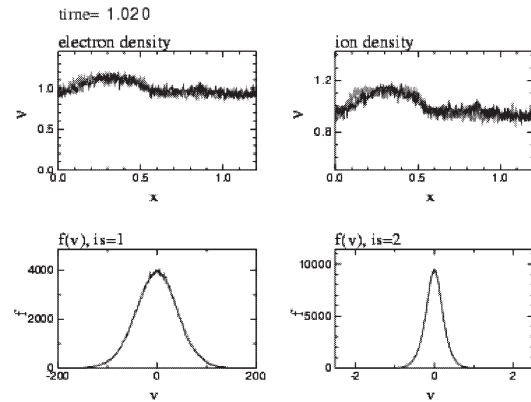 time= 1.020
electron density
ion density
v
1.0
0.5
0.0
0.0
0.5
1.0
x
v
1.2
0.8
0.0
0.5
1.0
x
f(v), is=1
f(v), is=2
f
4000
2000
0
-200
0
200
v
f
10000
5000
0
-2
0
2
v